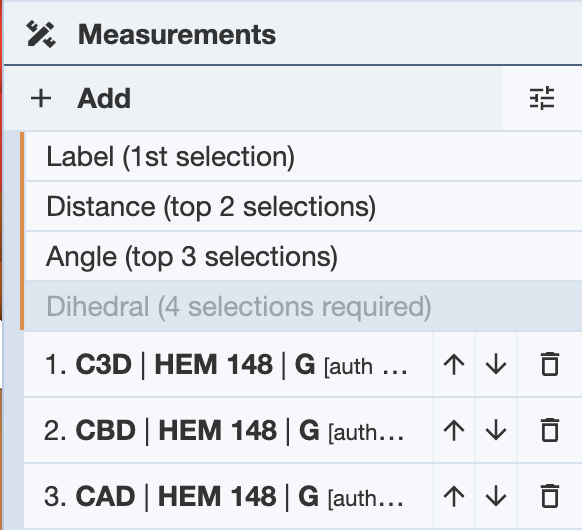 Measurements
+ Add
Label (1st selection)
Distance (top 2 selections)
Angle (top 3 selections)
Dihedral (4 selections required)
1. C3D | HEM 148 | G [auth ...
2. CBD | HEM 148 | G [auth...
3. CAD | HEM 148 | G [auth...